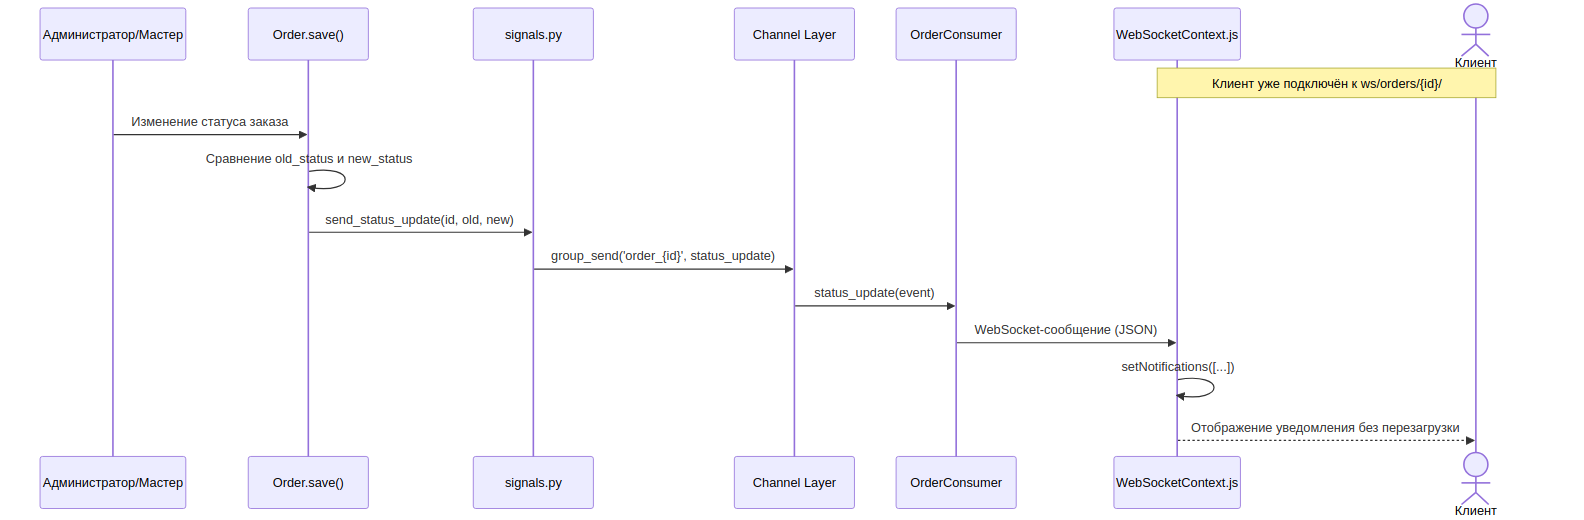 Администратор/Мастер
Order.save()
signals.py
Channel Layer
OrderConsumer
WebSocketContext.js
Клиент
Клиент уже подключён к ws/orders/{id}/
Изменение статуса заказа
Сравнение old_status и new_status
send_status_update(id, old, new)
group_send('order_{id}', status_update)
status_update(event)
WebSocket-сообщение (JSON)
setNotifications([...])
Отображение уведомления без перезагрузки
Администратор/Мастер
Order.save()
signals.py
Channel Layer
OrderConsumer
WebSocketContext.js
Клиент